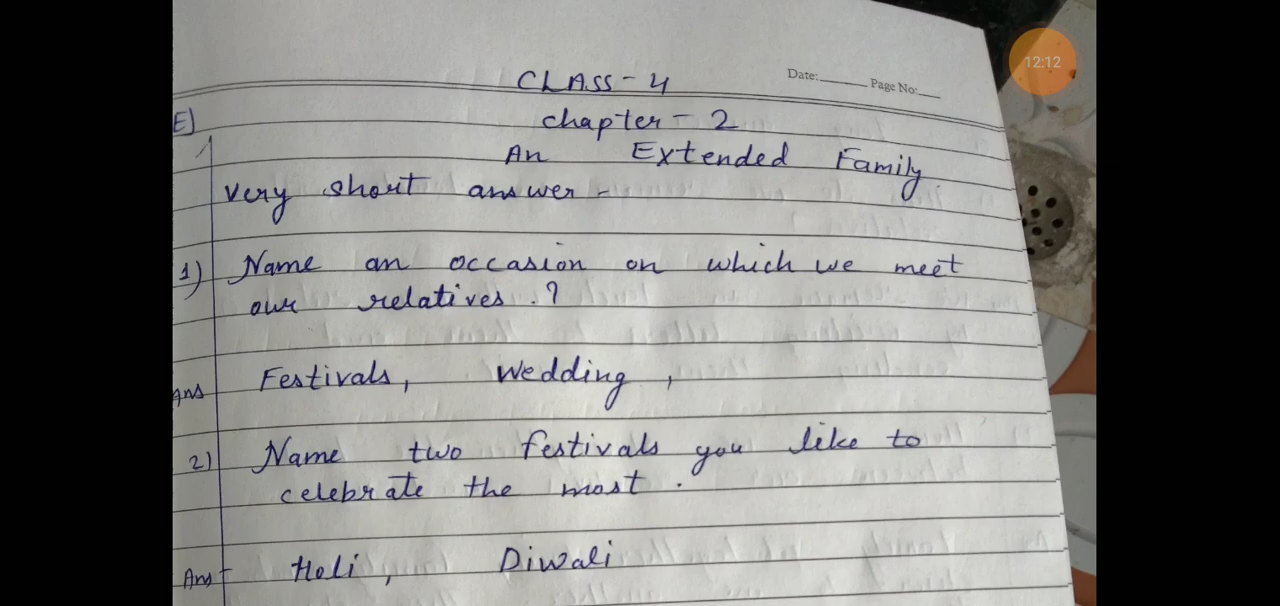 12:12
Date:______ Page No:___
CLASS - 4
E)
chapter - 2
An Extended Family
very short answer -
1) Name an occasion on which we meet
our relatives . ?
Ans Festivals, Wedding ,
2) Name two festivals you like to
celebrate the most .
Ans Holi , Diwali